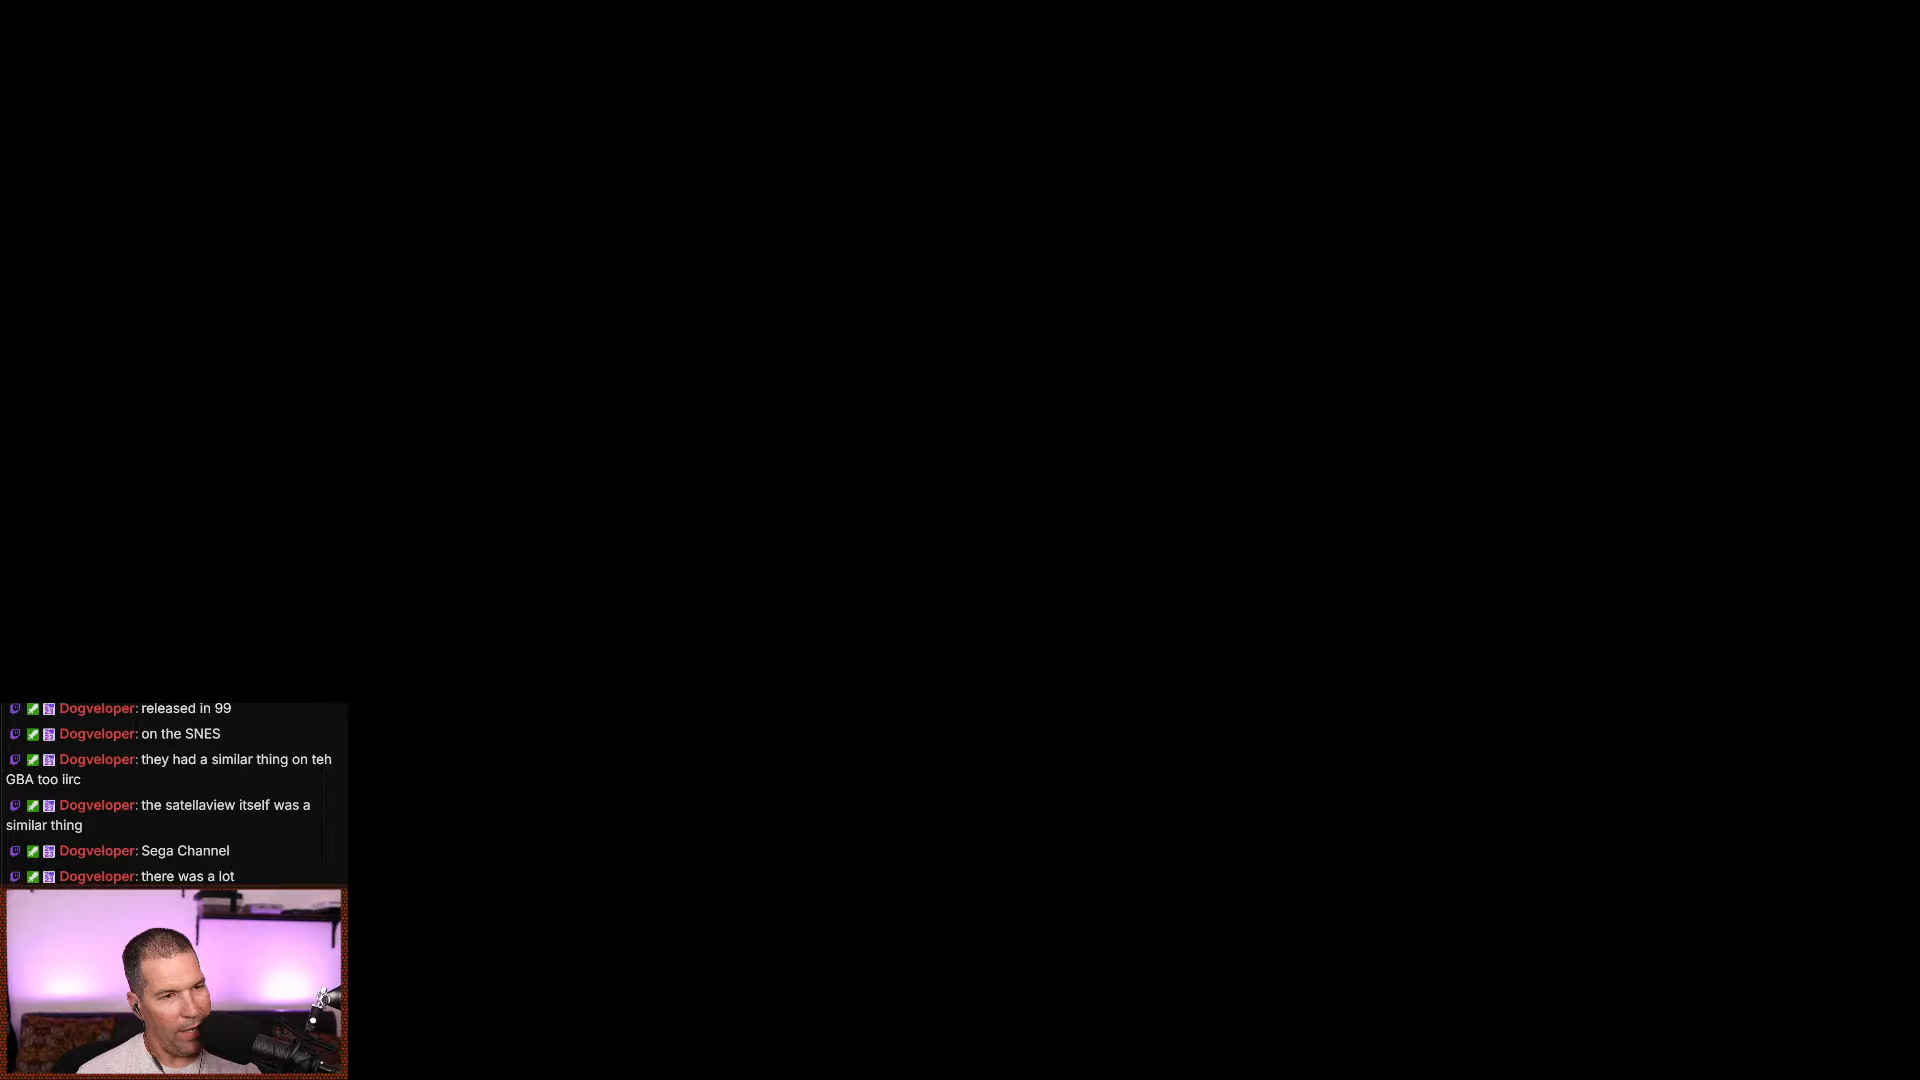 Dogveloper: released in 99
Dogveloper: on the SNES
Dogveloper: they had a similar thing on teh
GBA too iirc
Dogveloper: the satellaview itself was a
similar thing
Dogveloper: Sega Channel
Dogveloper: there was a lot